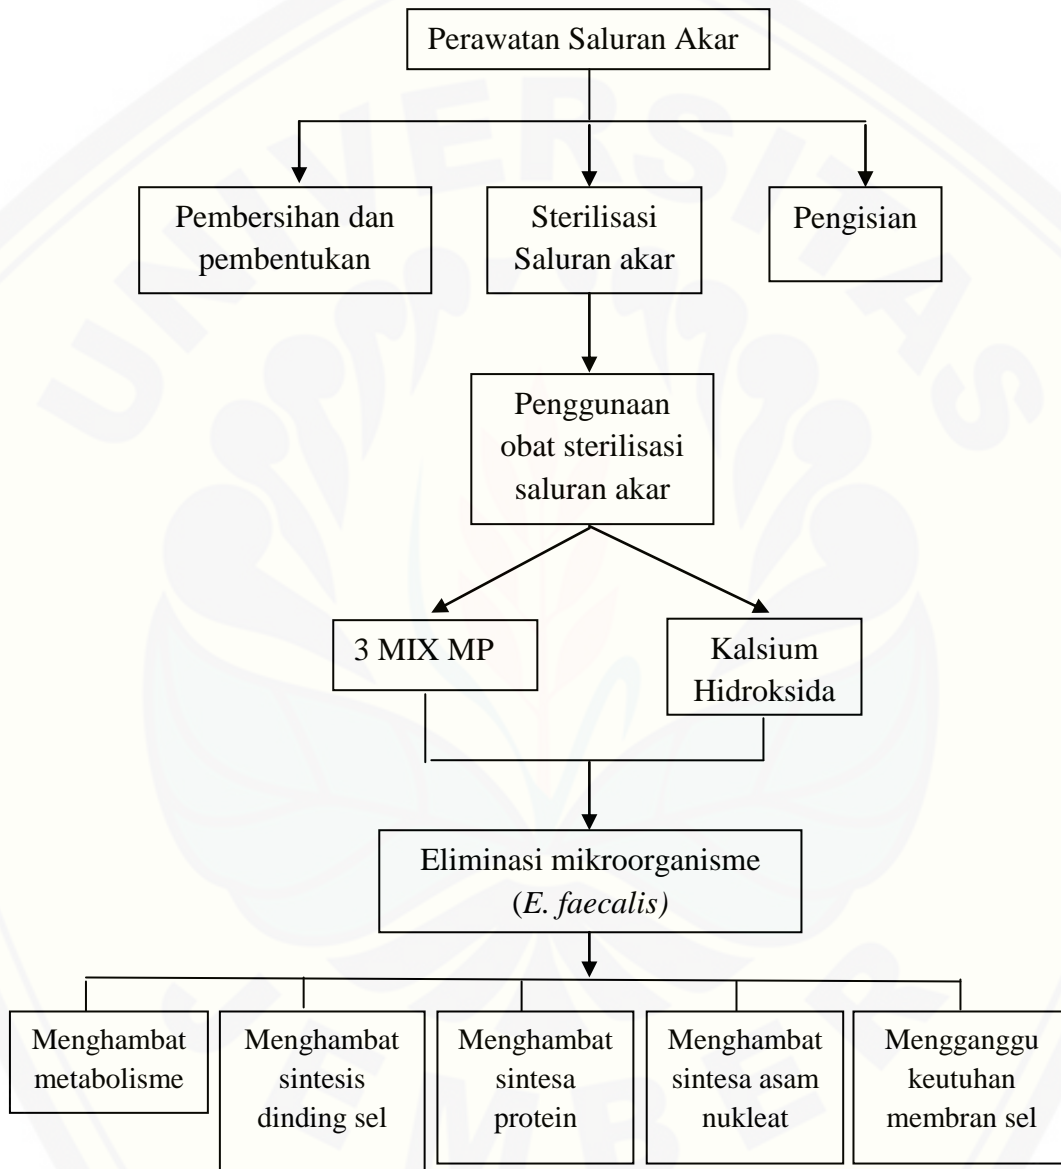 Perawatan Saluran Akar
Pembersihan dan
pembentukan
Sterilisasi
Saluran akar
Pengisian
Penggunaan
obat sterilisasi
saluran akar
3 MIX MP
Kalsium
Hidroksida
Eliminasi mikroorganisme
(E. faecalis)
Menghambat
metabolisme
Menghambat
sintesis
dinding sel
Menghambat
sintesa
protein
Menghambat
sintesa asam
nukleat
Mengganggu
keutuhan
membran sel
UNIVERSITAS
JEMBER